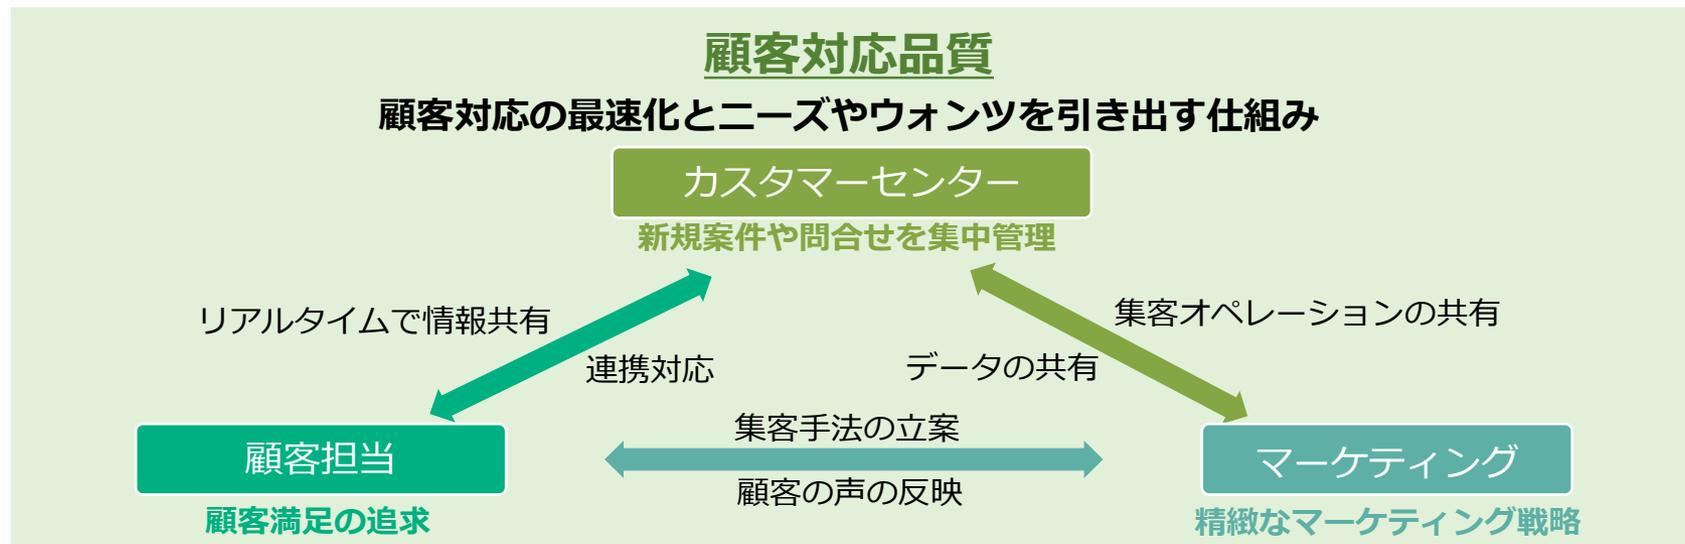 顧客対応品質
顧客対応の最速化とニーズやウォンツを引き出す仕組み
カスタマーセンター
新規案件や問合せを集中管理
リアルタイムで情報共有
連携対応
集客オペレーションの共有
データの共有
集客手法の立案
顧客の声の反映
顧客担当
顧客満足の追求
マーケティング
精緻なマーケティング戦略